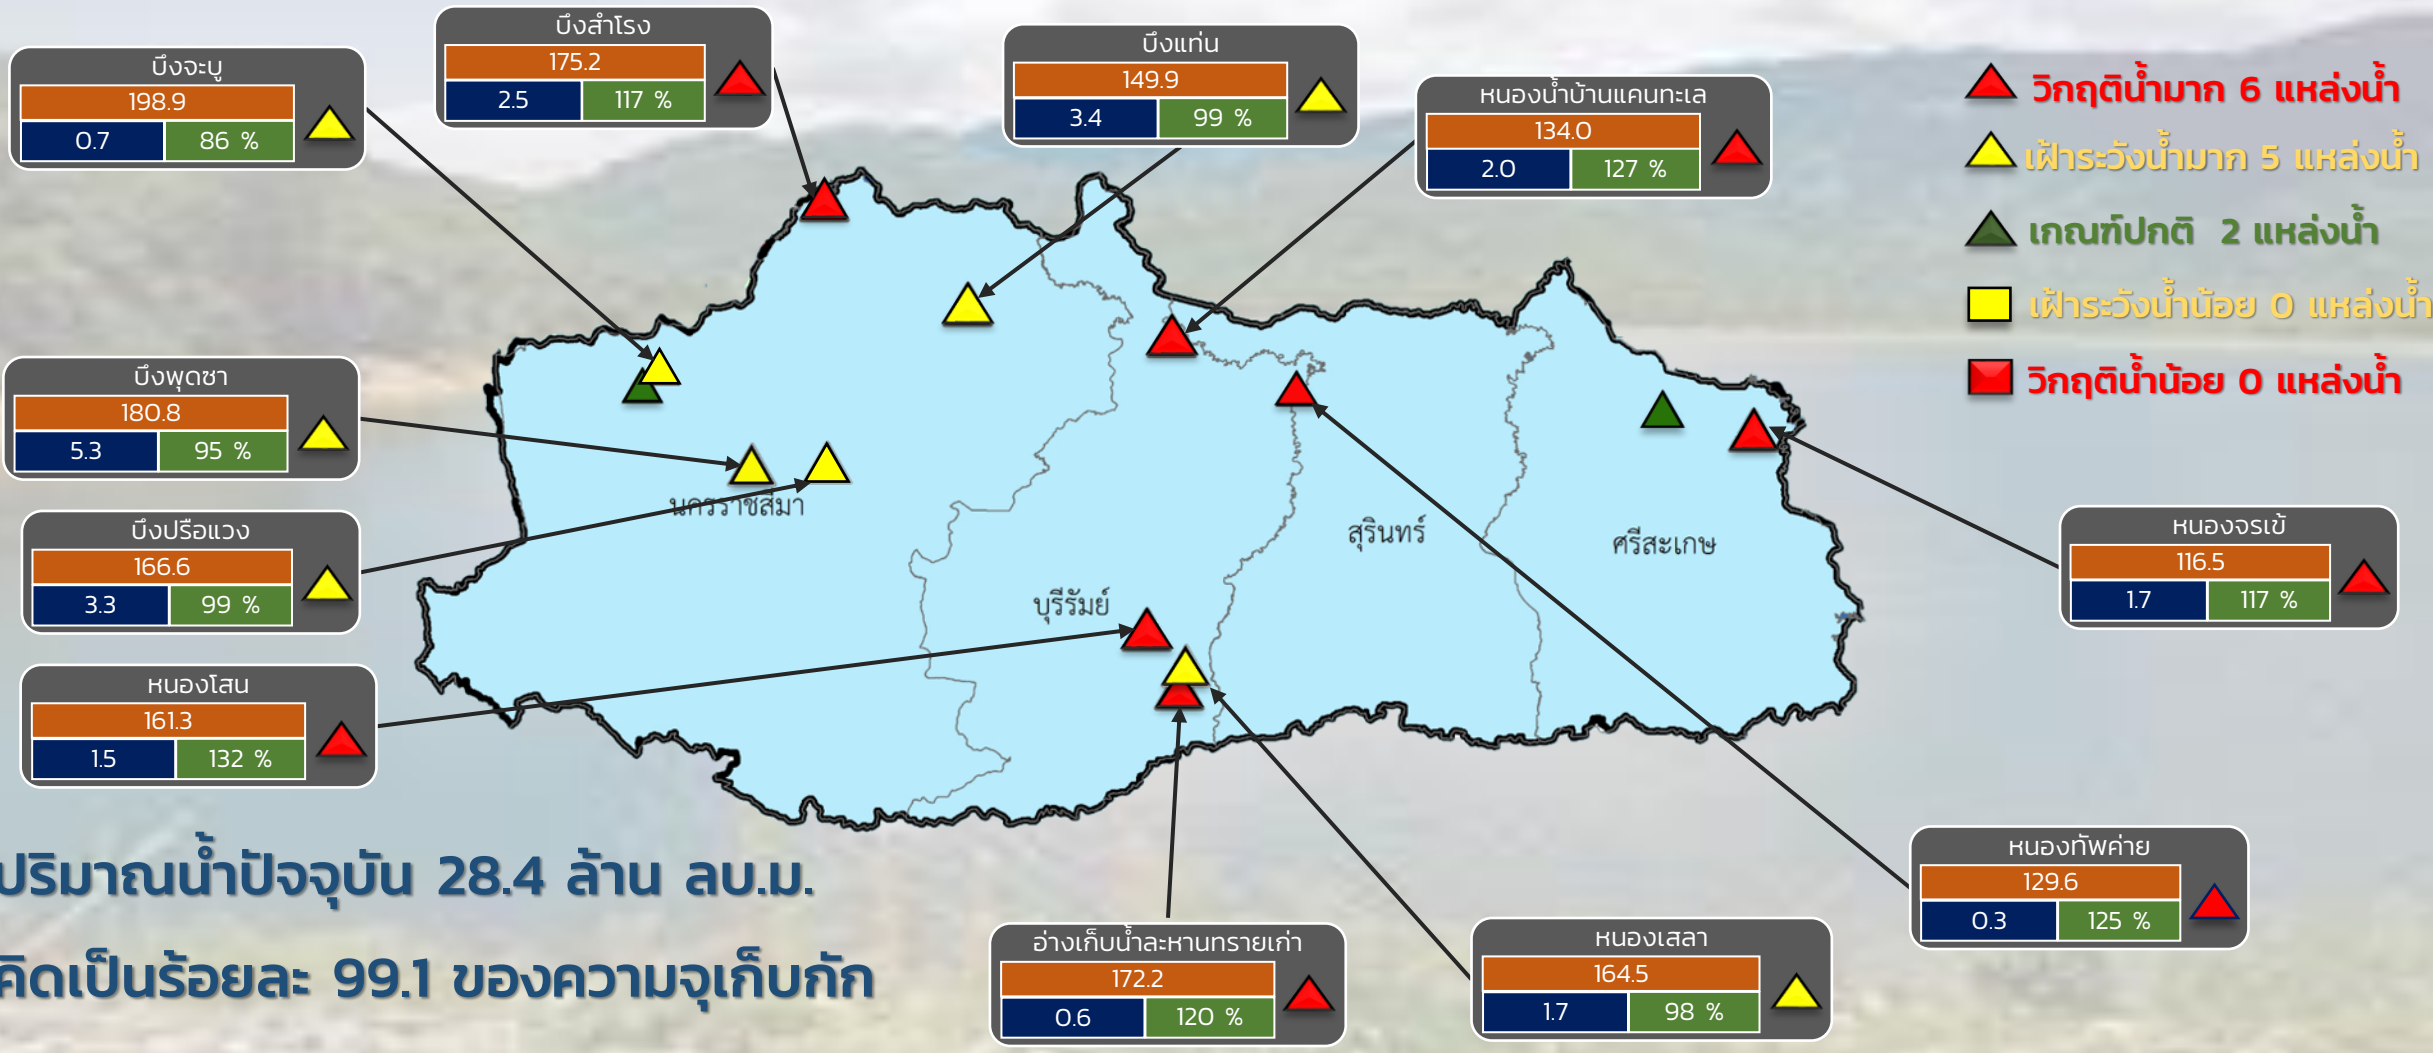 บึงจะบู
198.9
0.7 86 %
บึงสำโรง
175.2
2.5 117 %
บึงแท่น
149.9
3.4 99 %
หนองน้ำบ้านแคนทะเล
134.0
2.0 127 %
วิกฤติน้ำมาก 6 แหล่งน้ำ
เฝ้าระวังน้ำมาก 5 แหล่งน้ำ
เกณฑ์ปกติ 2 แหล่งน้ำ
เฝ้าระวังน้ำน้อย 0 แหล่งน้ำ
วิกฤติน้ำน้อย 0 แหล่งน้ำ
บึงพุดซา
180.8
5.3 95 %
บึงปรือแวง
166.6
3.3 99 %
หนองโสน
161.3
1.5 132 %
นครราชสีมา
บุรีรัมย์
สุรินทร์
ศรีสะเกษ
หนองจรเข้
116.5
1.7 117 %
หนองทัพค่าย
129.6
0.3 125 %
อ่างเก็บน้ำละหานทรายเก่า
172.2
0.6 120 %
หนองเสลา
164.5
1.7 98 %
ปริมาณน้ำปัจจุบัน 28.4 ล้าน ลบ.ม.
คิดเป็นร้อยละ 99.1 ของความจุเก็บกัก